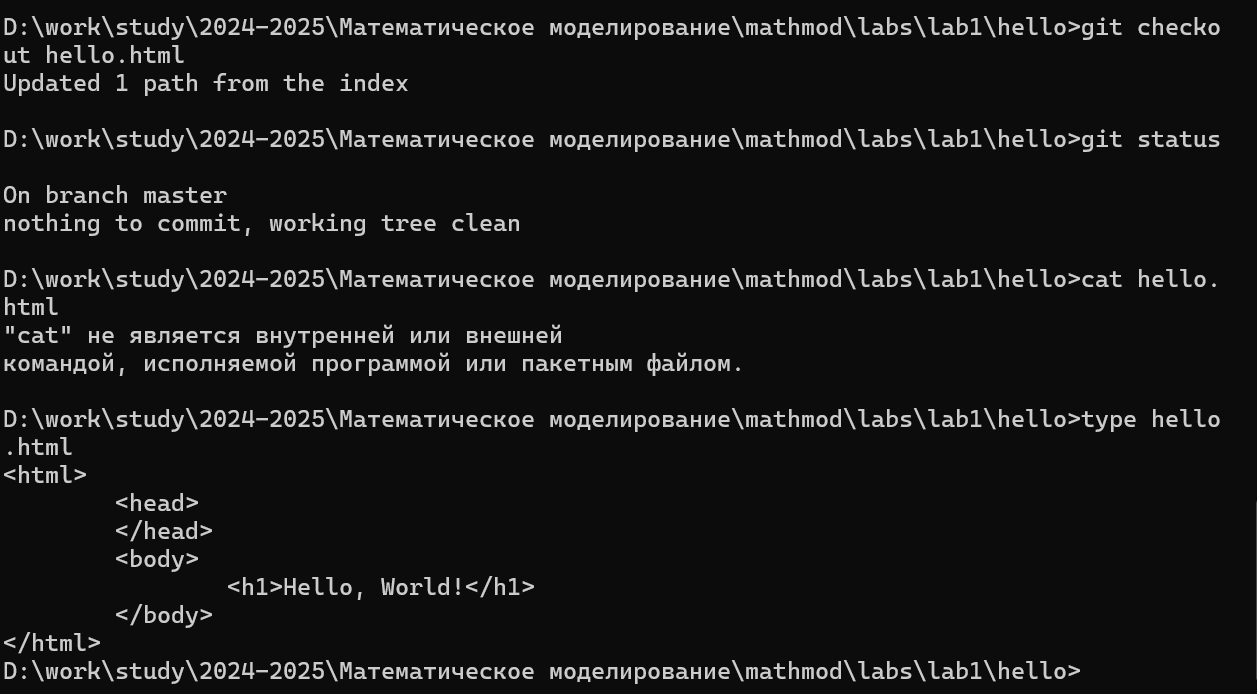 D:\work\study\2024-2025\Математическое моделирование\mathmod\labs\lab1\hello>git checko
ut hello.html
Updated 1 path from the index
D:\work\study\2024-2025\Математическое моделирование\mathmod\labs\lab1\hello>git status
On branch master
nothing to commit, working tree clean
D:\work\study\2024-2025\Математическое моделирование\mathmod\labs\lab1\hello>cat hello.
html
"cat" не является внутренней или внешней
командой, исполняемой программой или пакетным файлом.
D:\work\study\2024-2025\Математическое моделирование\mathmod\labs\lab1\hello>type hello
.html
<html>
        <head>
        </head>
        <body>
                <h1>Hello, World!</h1>
        </body>
</html>
D:\work\study\2024-2025\Математическое моделирование\mathmod\labs\lab1\hello>